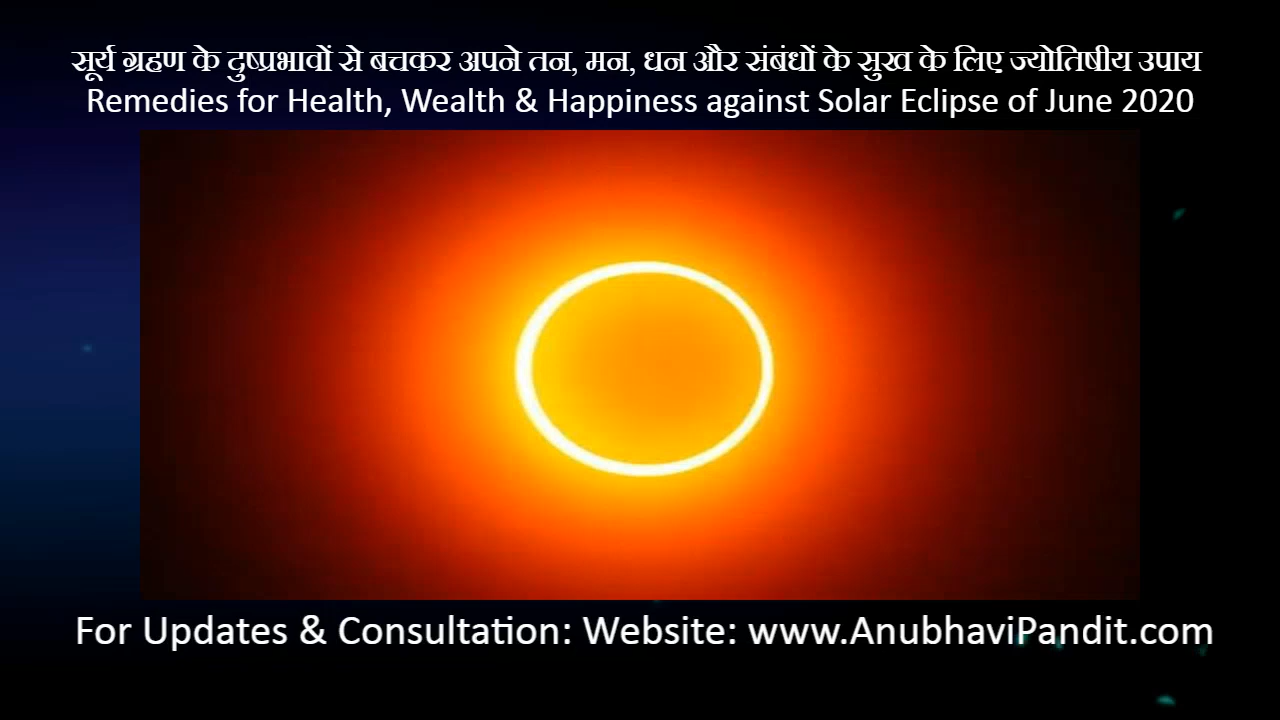 सूर्य ग्रहण के दुष्प्रभावों से बचकर अपने तन, मन, धन और संबंधों के सुख के लिए ज्योतिषीय उपाय
Remedies for Health, Wealth & Happiness against Solar Eclipse of June 2020
For Updates & Consultation: Website: www.AnubhaviPandit.com